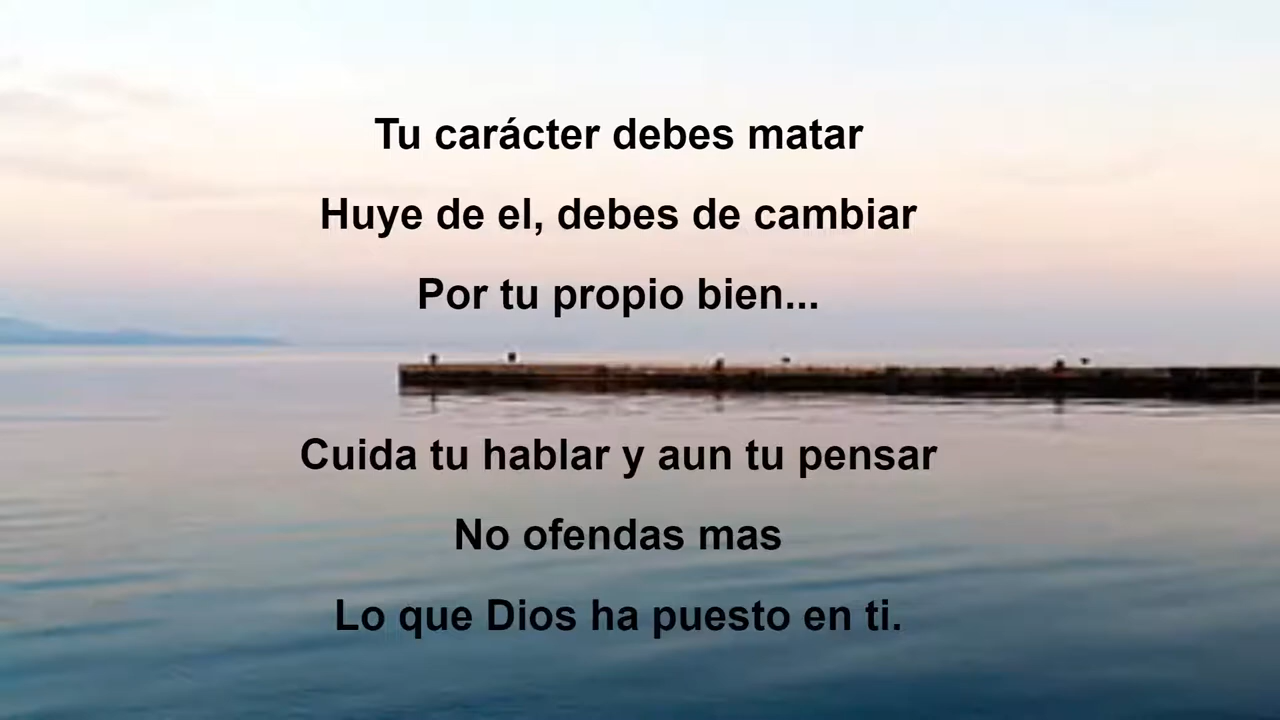 Tu carácter debes matar
Huye de el, debes de cambiar
Por tu propio bien...
Cuida tu hablar y aun tu pensar
No ofendas mas
Lo que Dios ha puesto en ti.